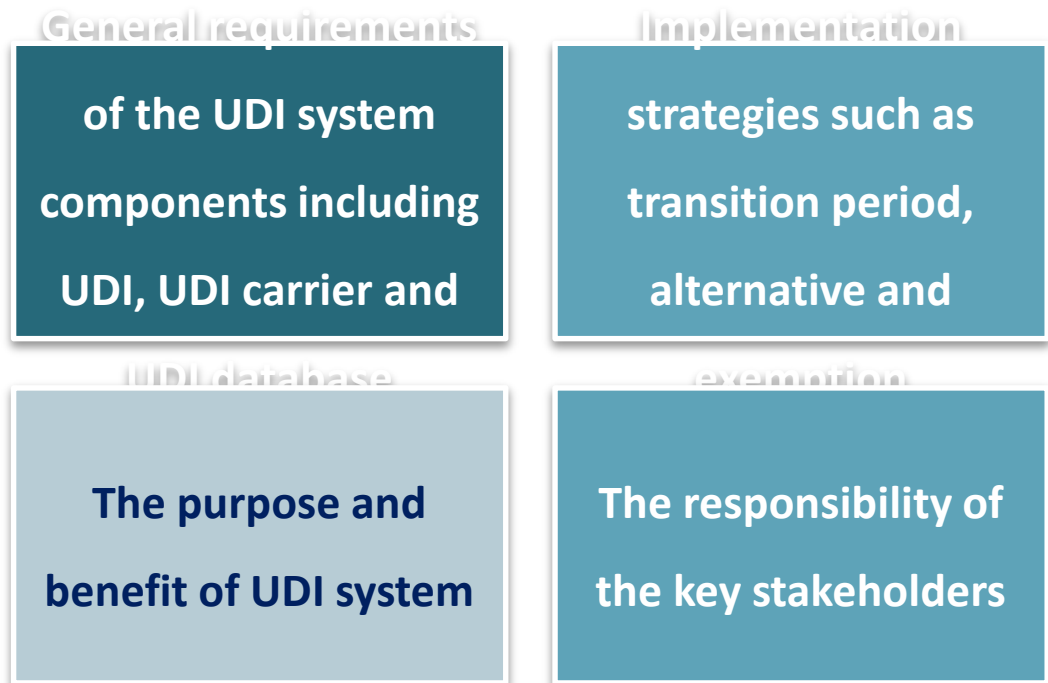 General requirements
of the UDI system
components including
UDI, UDI carrier and
UDI database
Implementation
strategies such as
transition period,
alternative and
exemption
The purpose and
benefit of UDI system
The responsibility of
the key stakeholders